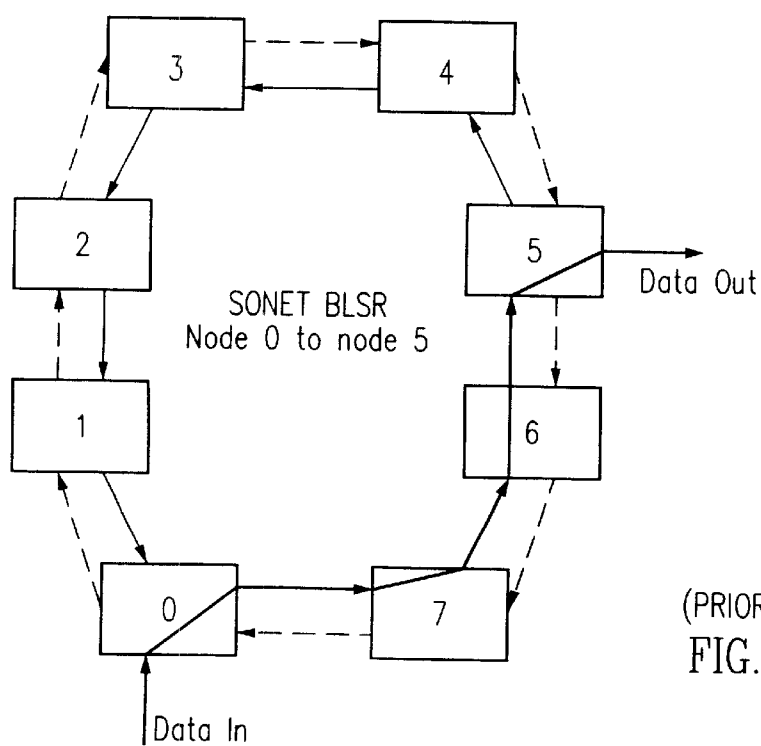 3
4
2
5
SONET BLSR
Node 0 to node 5
Data Out
1
6
0
7
(PRIOR
FIG.
Data In